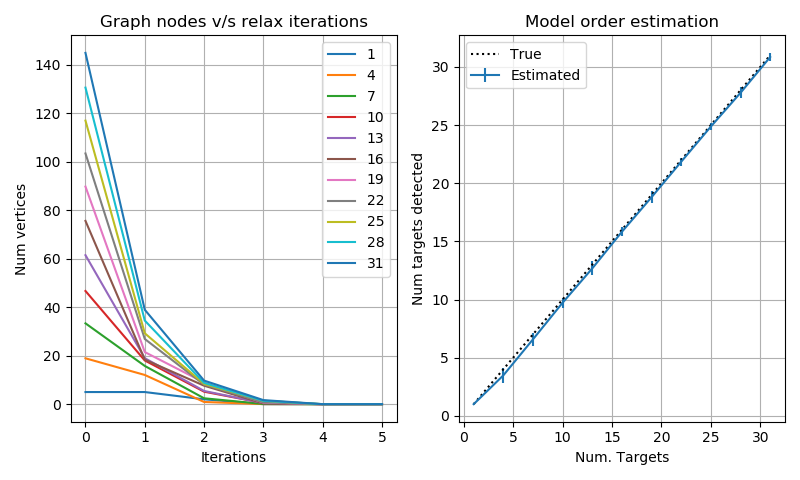 Graph nodes v/s relax iterations
Num vertices
140
120
100
80
60
40
20
0
0 1 2 3 4 5
Iterations
1
4
7
10
13
16
19
22
25
28
31
Model order estimation
Num targets detected
30
25
20
15
10
5
0
0 5 10 15 20 25 30
Num. Targets
True
Estimated